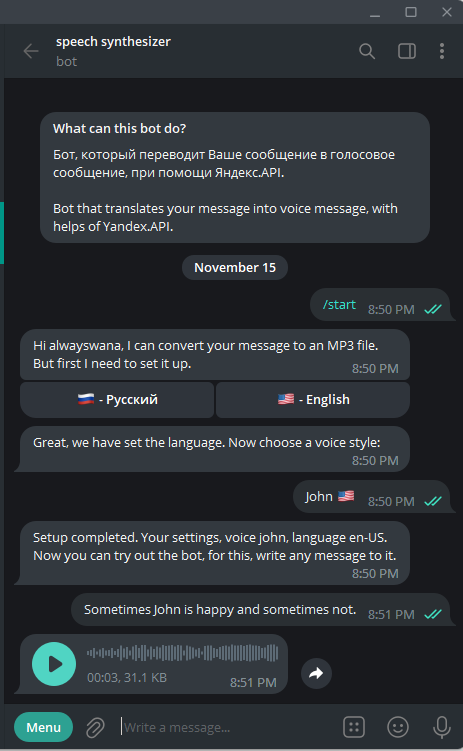 speech synthesizer
bot
What can this bot do?
Бот, который переводит Ваше сообщение в голосовое
сообщение, при помощи Яндекс.API.
Bot that translates your message into voice message, with
helps of Yandex.API.
November 15
/start 8:50 PM
Hi alwayswana, I can convert your message to an MP3 file.
But first I need to set it up.
8:50 PM
🇷🇺 - Русский
🇺🇸 - English
Great, we have set the language. Now choose a voice style:
8:50 PM
John 🇺🇸 8:50 PM
Setup completed. Your settings, voice john, language en-US.
Now you can try out the bot, for this, write any message to it.
8:50 PM
Sometimes John is happy and sometimes not. 8:51 PM
00:03, 31.1 KB 8:51 PM
Menu
Write a message...